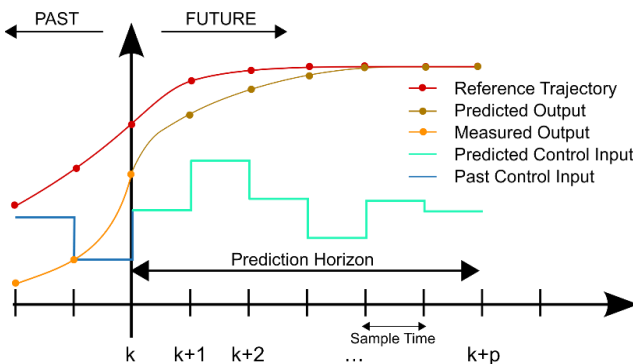 PAST
FUTURE
Reference Trajectory
Predicted Output
Measured Output
Predicted Control Input
Past Control Input
Prediction Horizon
Sample Time
k
k+1
k+2
...
k+p